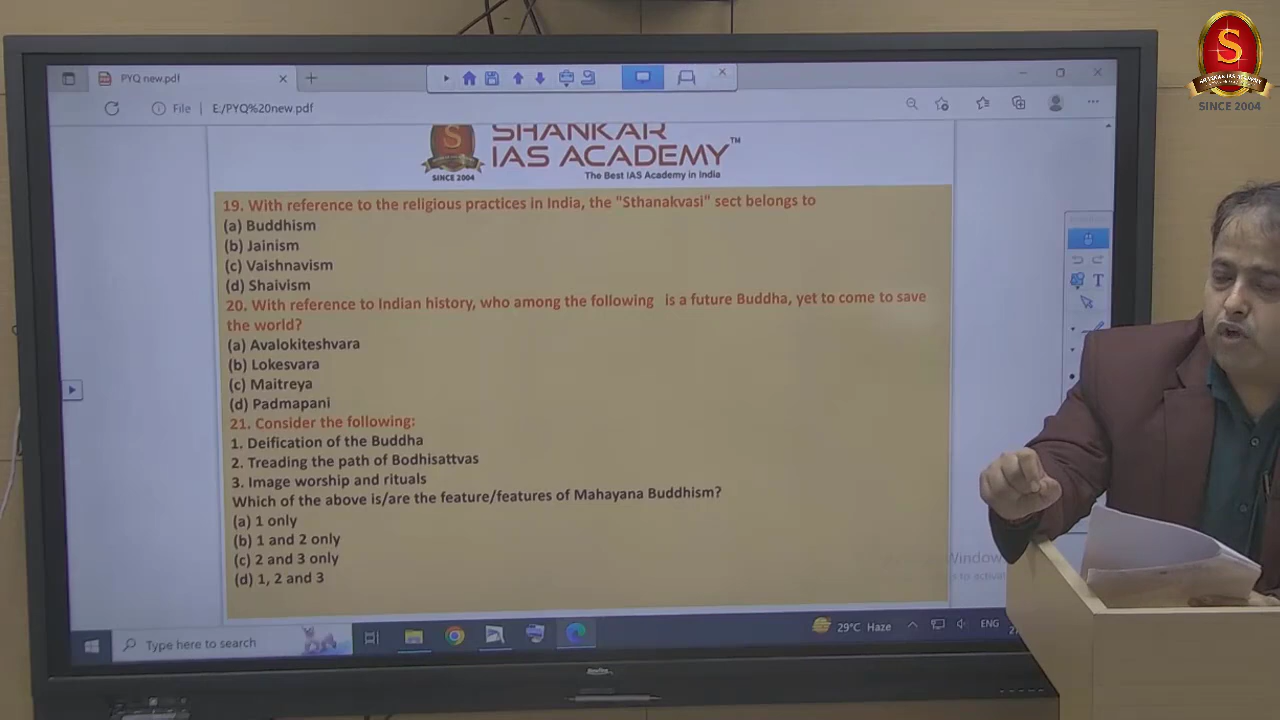 PYQ new.pdf
File E:/PYQ%20new.pdf
S
SHANKAR IAS ACADEMY
SINCE 2004
S
SINCE 2004
SHANKAR
IAS ACADEMY™
The Best IAS Academy in India
19. With reference to the religious practices in India, the "Sthanakvasi" sect belongs to
(a) Buddhism
(b) Jainism
(c) Vaishnavism
(d) Shaivism
20. With reference to Indian history, who among the following is a future Buddha, yet to come to save
the world?
(a) Avalokiteshvara
(b) Lokesvara
(c) Maitreya
(d) Padmapani
21. Consider the following:
1. Deification of the Buddha
2. Treading the path of Bodhisattvas
3. Image worship and rituals
Which of the above is/are the feature/features of Mahayana Buddhism?
(a) 1 only
(b) 1 and 2 only
(c) 2 and 3 only
(d) 1, 2 and 3
T
Type here to search
29°C Haze
ENG